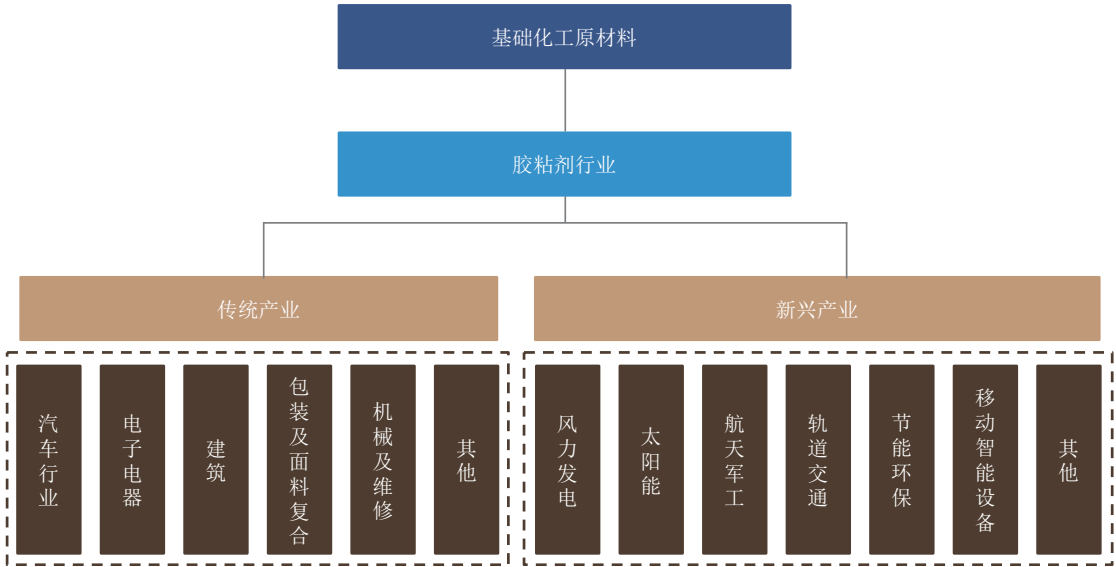 基础化工原材料
胶粘剂行业
传统产业
新兴产业
汽车行业
电子电器
建筑
包装及面料复合
机械及维修
其他
风力发电
太阳能
航天军工
轨道交通
节能环保
移动智能设备
其他